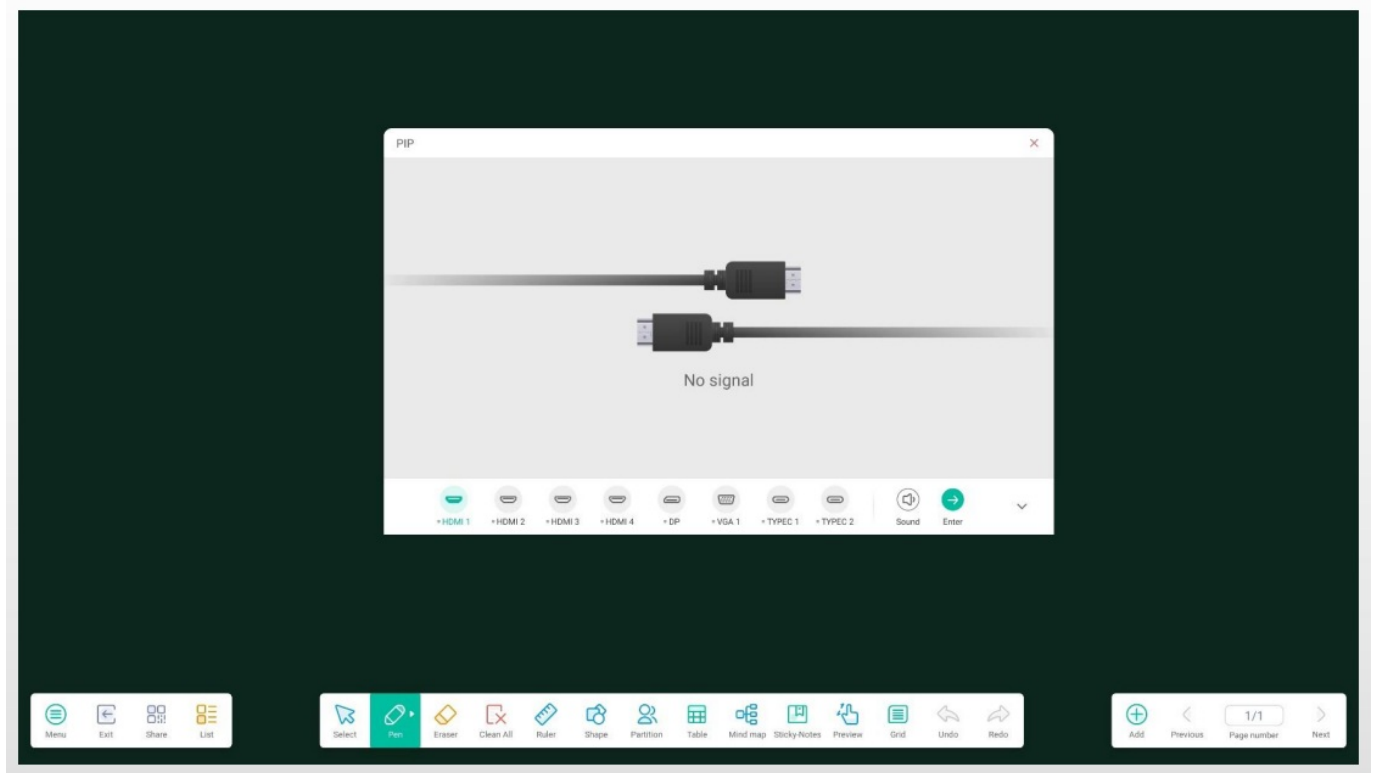 PIP
No signal
HDMI 1 HDMI 2 HDMI 3 HDMI 4 DP VGA 1 TYPEC 1 TYPEC 2 Sound Enter
Menu Exit Share List Select Pen Eraser Clean All Ruler Shape Partition Table Mind map Sticky-Notes Preview Grid Undo Redo Add Previous 1/1 Page number Next